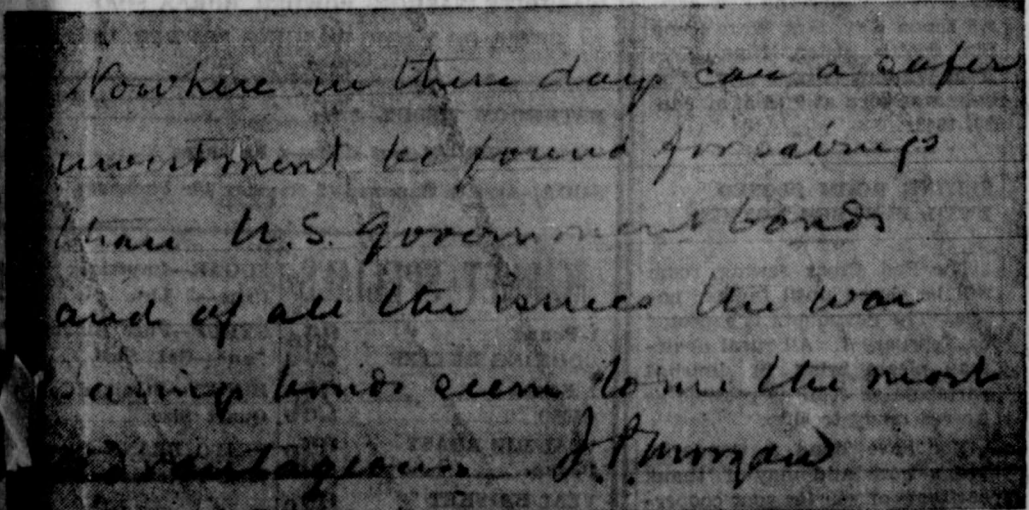 Nowhere in these days can a safer
investment be found for savings
than U.S. Government bonds
and of all the issues the war
savings bonds seem to me the most
advantageous. J. P. Morgan